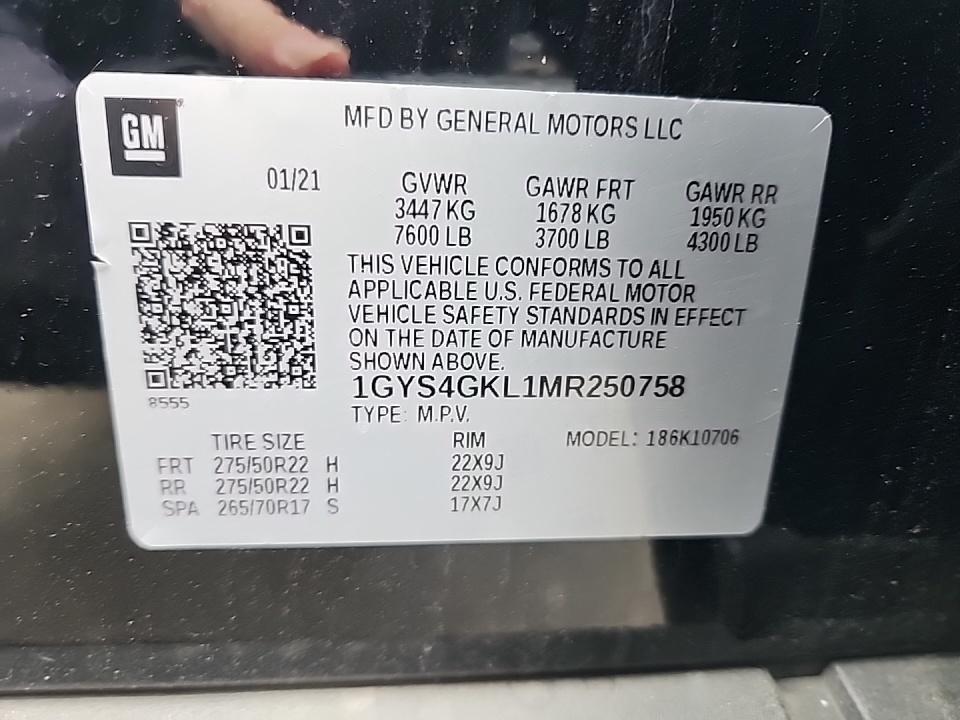 GM
MFD BY GENERAL MOTORS LLC
01/21 GVWR GAWR FRT GAWR RR
3447 KG 1678 KG 1950 KG
7600 LB 3700 LB 4300 LB
THIS VEHICLE CONFORMS TO ALL
APPLICABLE U.S. FEDERAL MOTOR
VEHICLE SAFETY STANDARDS IN EFFECT
ON THE DATE OF MANUFACTURE
SHOWN ABOVE.
1GYS4GKL1MR250758
8555
TYPE: M.P.V.
TIRE SIZE RIM MODEL: 186K10706
FRT 275/50R22 H 22X9J
RR 275/50R22 H 22X9J
SPA 265/70R17 S 17X7J